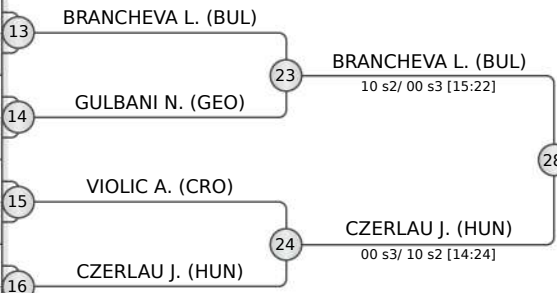 BRANCHEVA L. (BUL)
13
23
BRANCHEVA L. (BUL)
10 s2/ 00 s3 [15:22]
GULBANI N. (GEO)
14
28
VIOLIC A. (CRO)
15
24
CZERLAU J. (HUN)
00 s3/ 10 s2 [14:24]
CZERLAU J. (HUN)
16